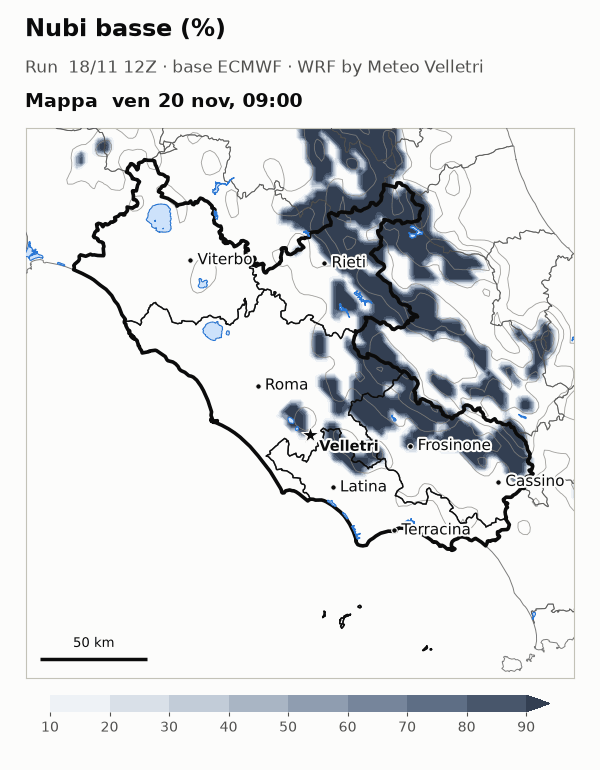 Nubi basse (%)
Run  18/11 12Z · base ECMWF · WRF by Meteo Velletri
Mappa  ven 20 nov, 09:00
Viterbo
Rieti
Roma
Velletri
Frosinone
Latina
Cassino
Terracina
50 km
10 20 30 40 50 60 70 80 90